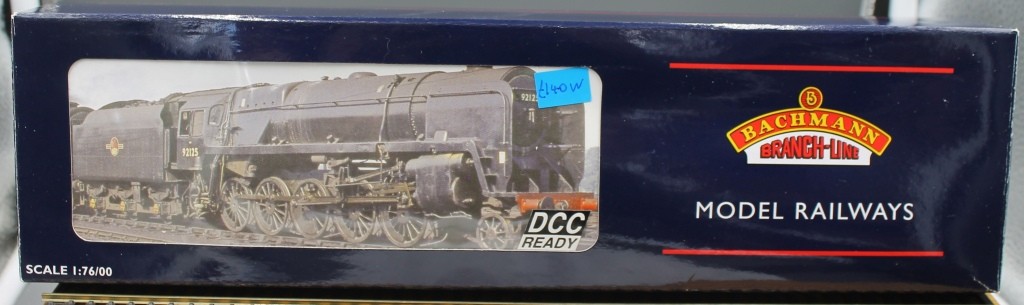 92125
£140 W
92125
DCC
READY
SCALE 1:76/00
B
BACHMANN
BRANCH-LINE
MODEL RAILWAYS